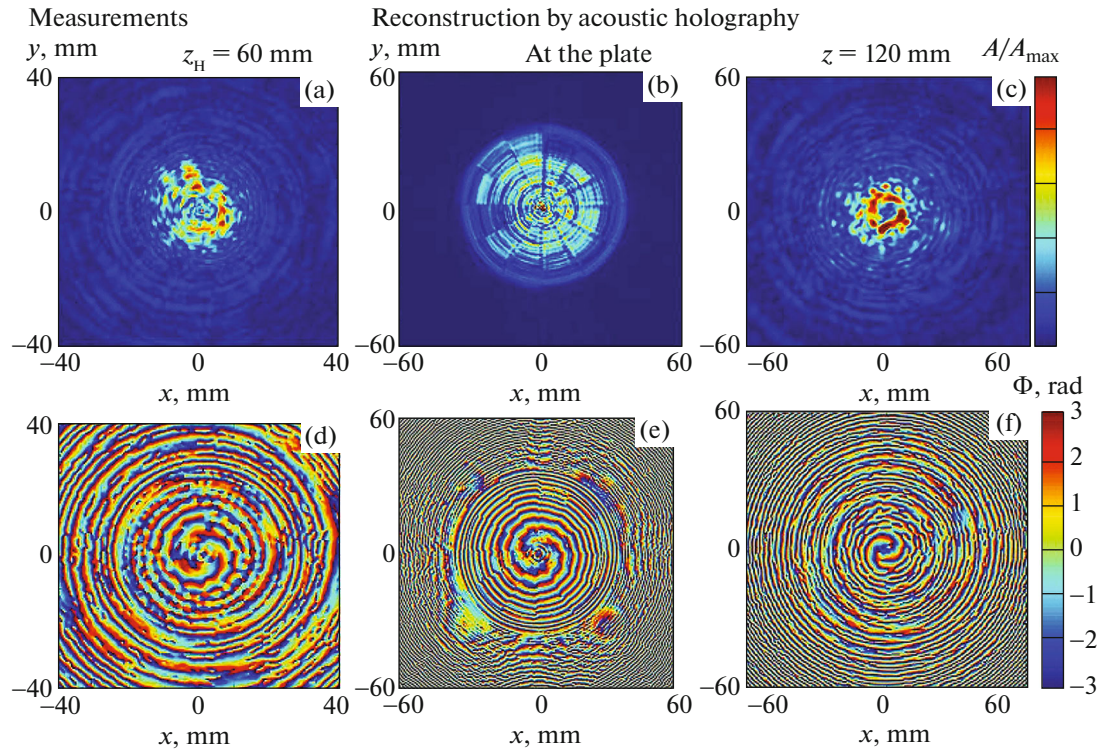 Measurements
Reconstruction by acoustic holography
y, mm
z_H = 60 mm
y, mm
At the plate
z = 120 mm
A/A_max
40
60
60
(a)
(b)
(c)
0
0
0
−40
−60
−60
−40
0
40
−60
0
60
−60
0
60
x, mm
x, mm
x, mm
Φ, rad
40
60
60
(d)
(e)
(f)
3
2
1
0
−1
−2
−3
0
0
0
−40
−60
−60
−40
0
40
−60
0
60
−60
0
60
x, mm
x, mm
x, mm